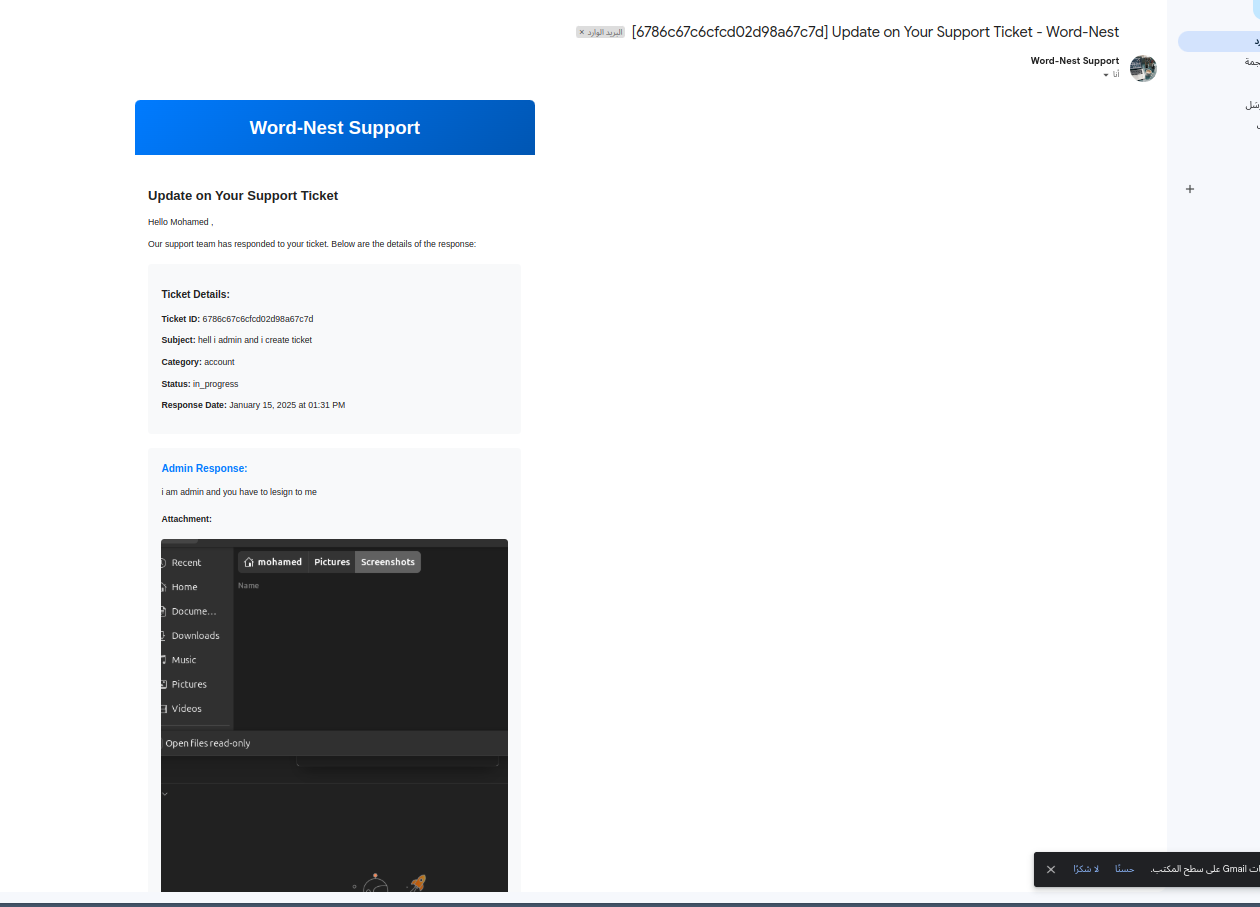 [6786c67c6cfcd02d98a67c7d] Update on Your Support Ticket - Word-Nest
البريد الوارد ×
Word-Nest Support
أنا
Word-Nest Support
Update on Your Support Ticket
Hello Mohamed ,
Our support team has responded to your ticket. Below are the details of the response:
Ticket Details:
Ticket ID: 6786c67c6cfcd02d98a67c7d
Subject: hell i admin and i create ticket
Category: account
Status: in_progress
Response Date: January 15, 2025 at 01:31 PM
Admin Response:
i am admin and you have to lesign to me
Attachment:
mohamed Pictures Screenshots
Name
Recent
Home
Docume...
Downloads
Music
Pictures
Videos
Open files read-only
Gmail على سطح المكتب.
حسنًا
لا شكرًا